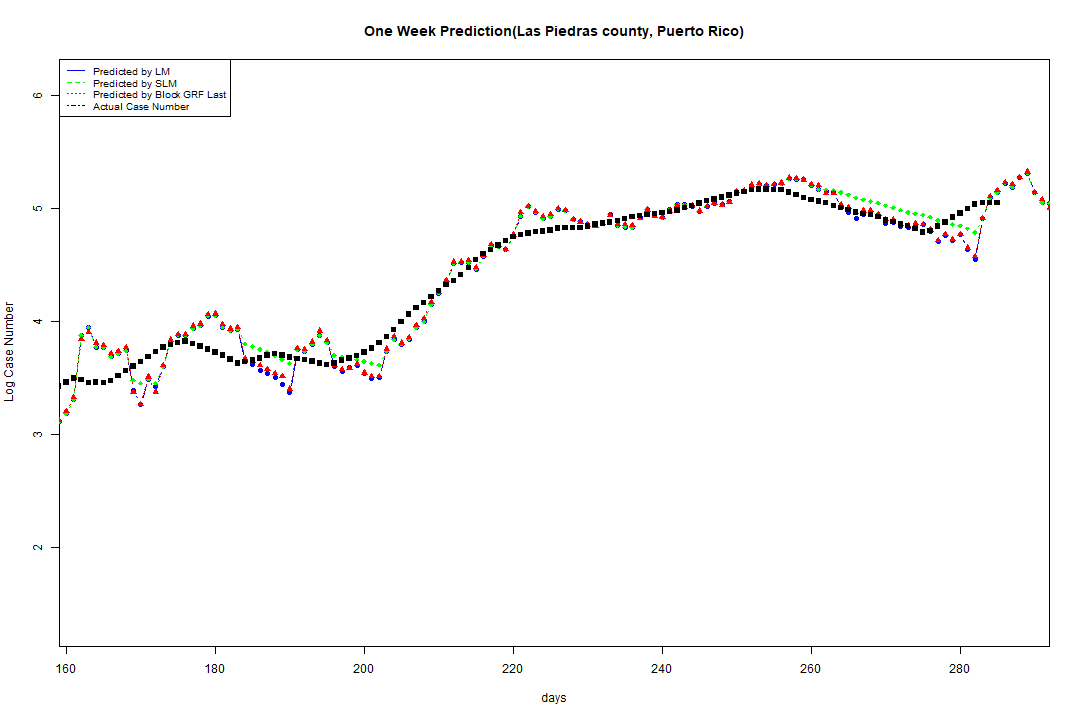 One Week Prediction(Las Piedras county, Puerto Rico)
Predicted by LM
Predicted by SLM
Predicted by Block GRF Last
Actual Case Number
6
5
4
3
2
Log Case Number
160 180 200 220 240 260 280
days